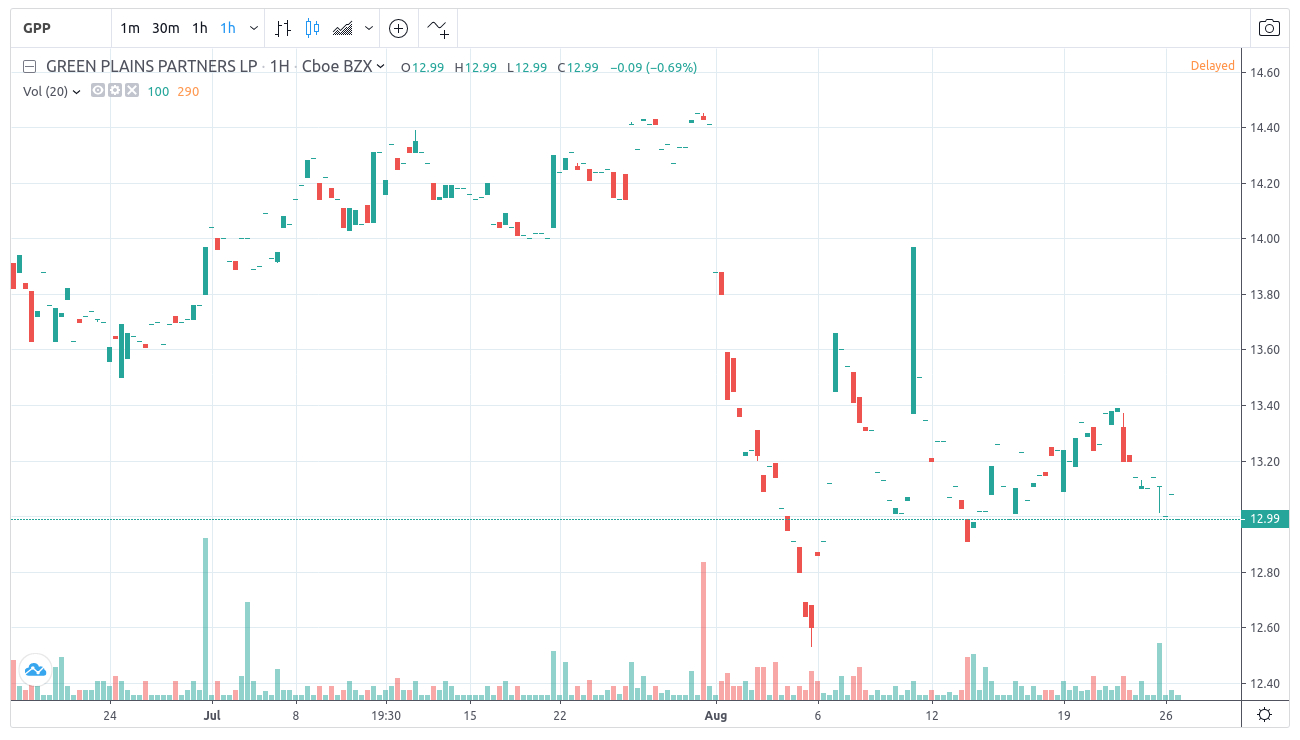 GPP 1m 30m 1h 1h
GREEN PLAINS PARTNERS LP · 1H · Cboe BZX O12.99 H12.99 L12.99 C12.99 −0.09 (−0.69%)
Delayed
Vol (20) 100 290
14.60
14.40
14.20
14.00
13.80
13.60
13.40
13.20
12.99
12.80
12.60
12.40
24 Jul 8 19:30 15 22 Aug 6 12 19 26